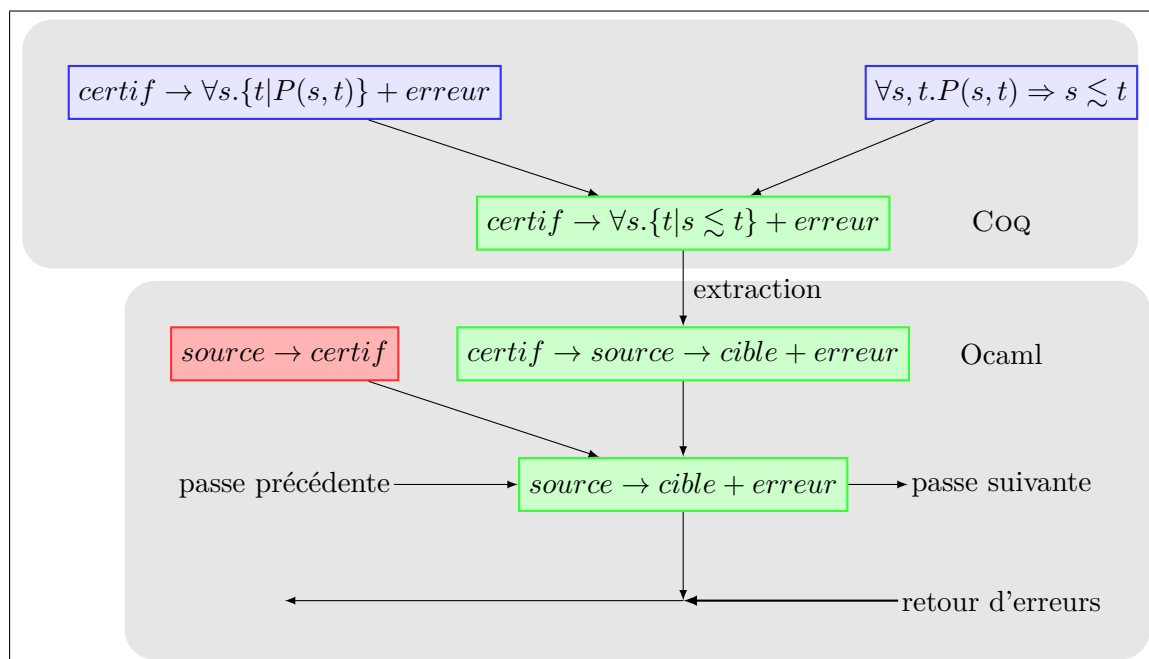 certif → ∀s.{t|P(s, t)} + erreur
∀s, t.P(s, t) ⇒ s ≲ t
certif → ∀s.{t|s ≲ t} + erreur
COQ
extraction
source → certif
certif → source → cible + erreur
Ocaml
passe précédente
source → cible + erreur
passe suivante
retour d'erreurs